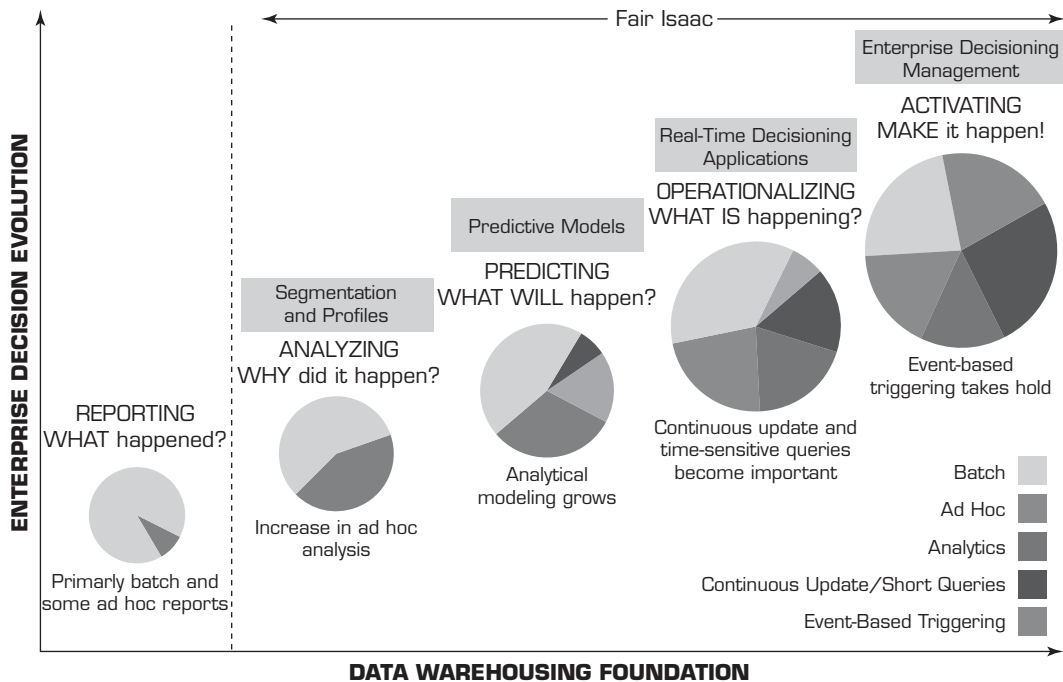 Fair Isaac
Enterprise Decisioning
Management
ACTIVATING
MAKE it happen!
Event-based
triggering takes hold
Real-Time Decisioning
Applications
OPERATIONALIZING
WHAT IS happening?
Continuous update and
time-sensitive queries
become important
Predictive Models
PREDICTING
WHAT WILL happen?
Analytical
modeling grows
Segmentation
and Profiles
ANALYZING
WHY did it happen?
Increase in ad hoc
analysis
REPORTING
WHAT happened?
Primarly batch and
some ad hoc reports
Batch
Ad Hoc
Analytics
Continuous Update/Short Queries
Event-Based Triggering
ENTERPRISE DECISION EVOLUTION
DATA WAREHOUSING FOUNDATION